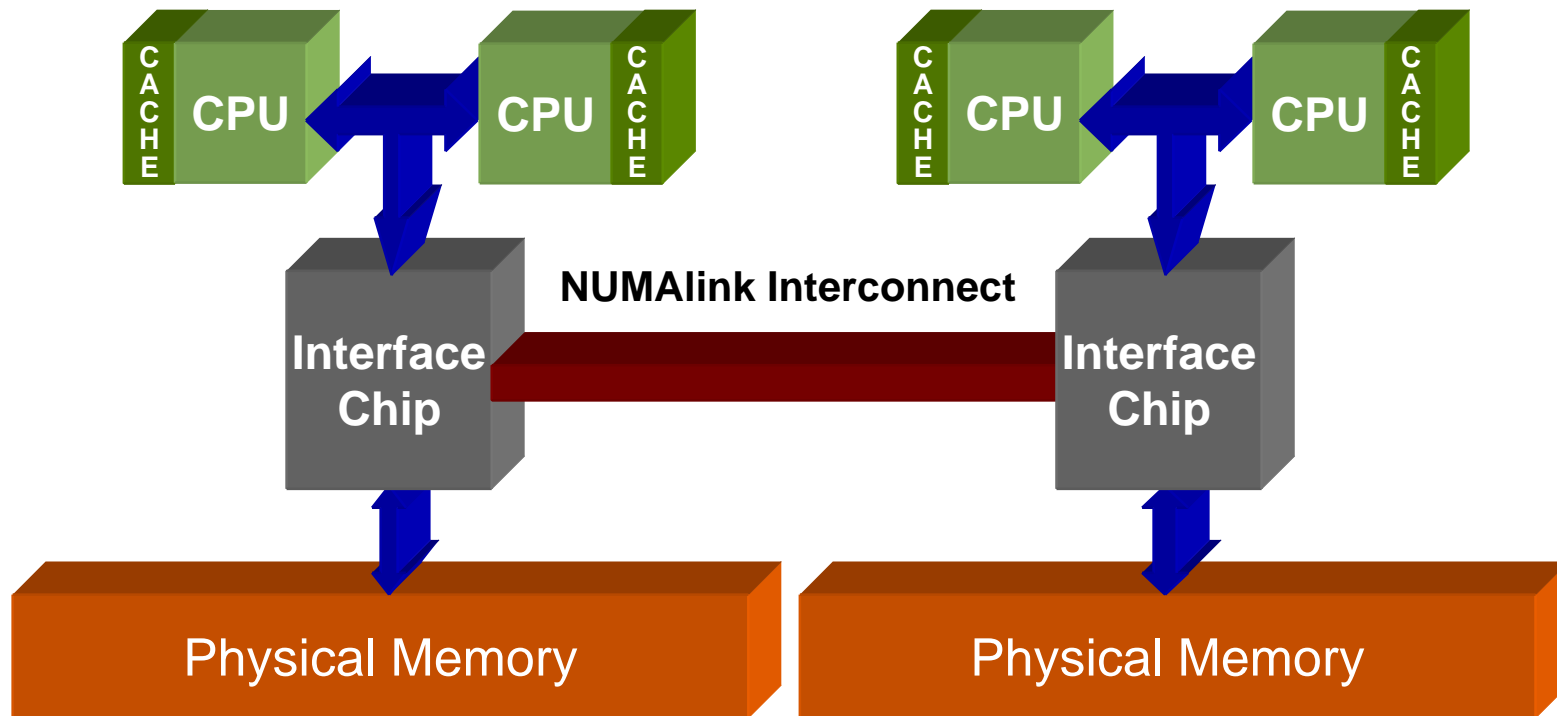 CACHE
CPU
CPU
CACHE
CACHE
CPU
CPU
CACHE
NUMAlink Interconnect
Interface
Chip
Interface
Chip
Physical Memory
Physical Memory